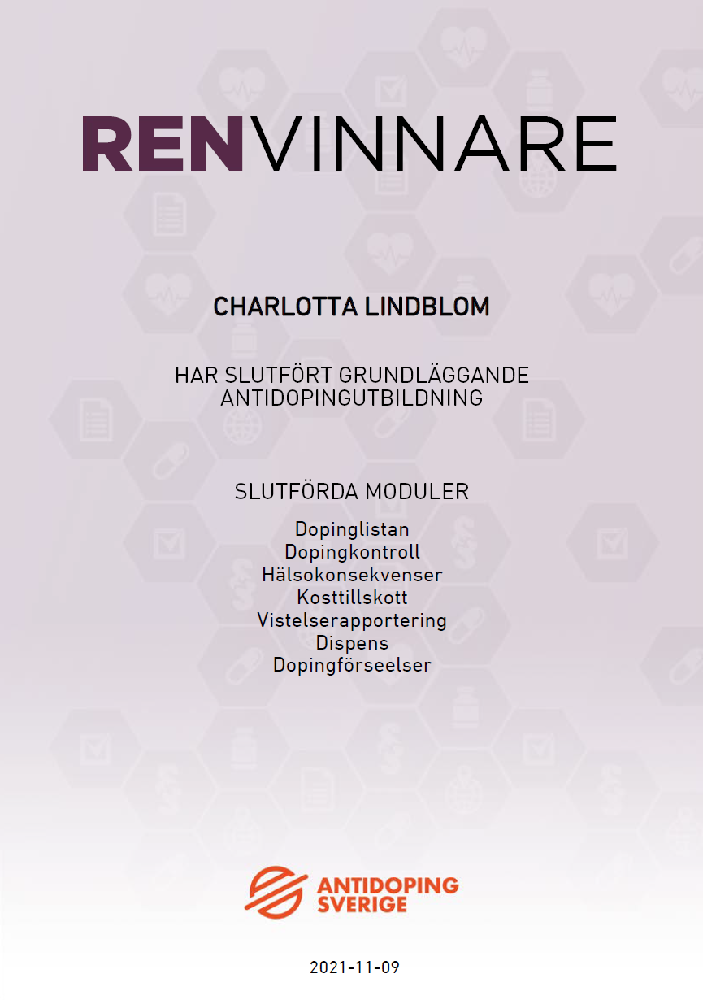 RENVINNARE
CHARLOTTA LINDBLOM
HAR SLUTFÖRT GRUNDLÄGGANDE
ANTIDOPINGUTBILDNING
SLUTFÖRDA MODULER
Dopinglistan
Dopingkontroll
Hälsokonsekvenser
Kosttillskott
Vistelserapportering
Dispens
Dopingförseelser
ANTIDOPING
SVERIGE
2021-11-09